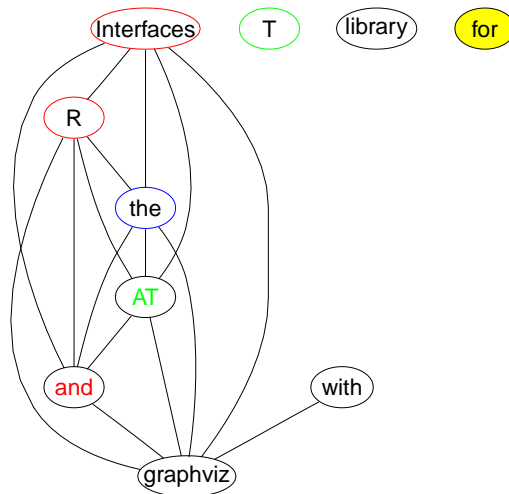 Interfaces T library for
R
the
AT
and with
graphviz